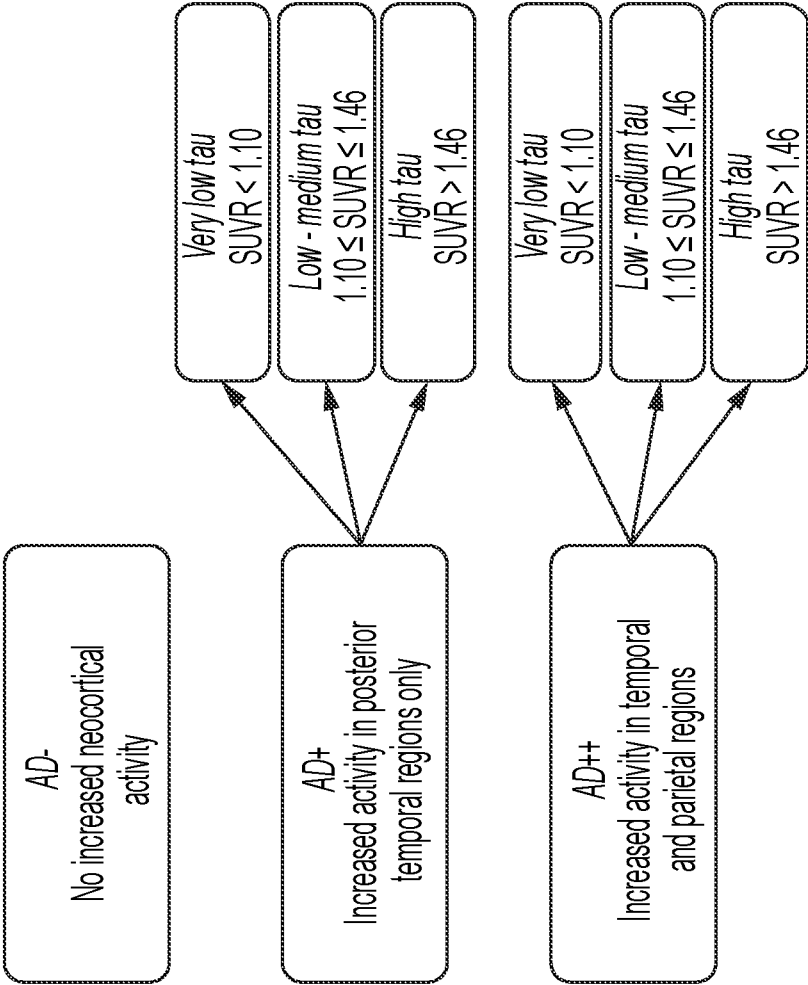 AD-
No increased neocortical
activity
AD+
Increased activity in posterior
temporal regions only
Very low tau
SUVR < 1.10
Low - medium tau
1.10 ≤ SUVR ≤ 1.46
High tau
SUVR > 1.46
AD++
Increased activity in temporal
and parietal regions
Very low tau
SUVR < 1.10
Low - medium tau
1.10 ≤ SUVR ≤ 1.46
High tau
SUVR > 1.46